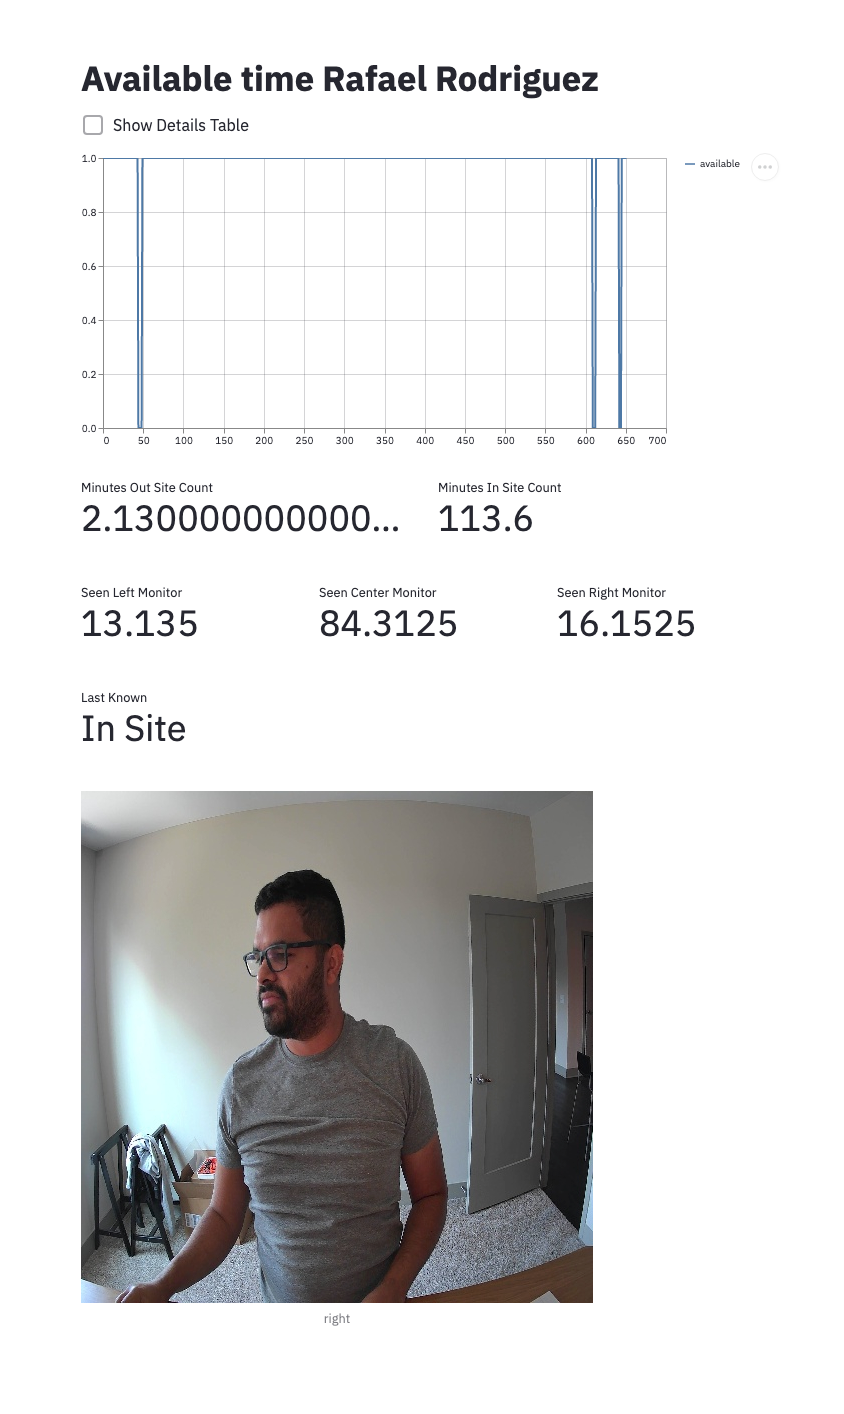 Available time Rafael Rodriguez
Show Details Table
1.0
available
0.8
0.6
0.4
0.2
0.0
0 50 100 150 200 250 300 350 400 450 500 550 600 650 700
Minutes Out Site Count Minutes In Site Count
2.130000000000... 113.6
Seen Left Monitor Seen Center Monitor Seen Right Monitor
13.135 84.3125 16.1525
Last Known
In Site
right